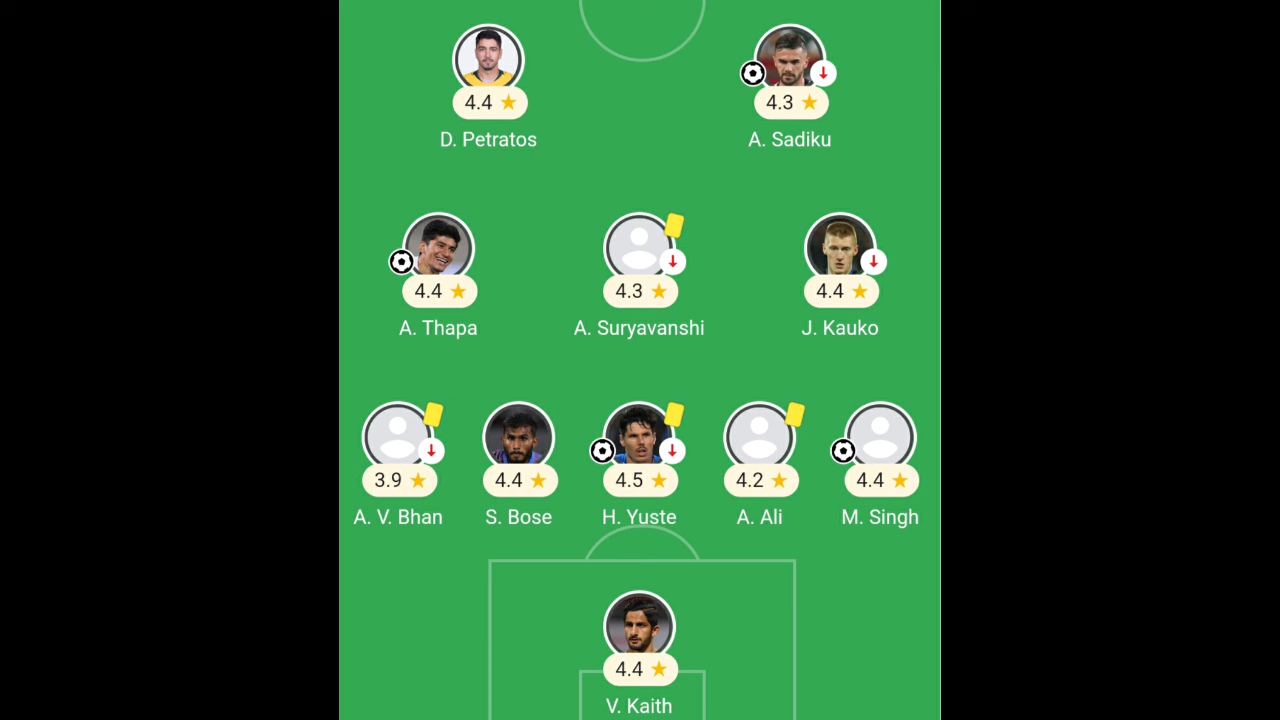 4.4 ★ 4.3 ★
D. Petratos A. Sadiku
4.4 ★ 4.3 ★ 4.4 ★
A. Thapa A. Suryavanshi J. Kauko
3.9 ★ 4.4 ★ 4.5 ★ 4.2 ★ 4.4 ★
A. V. Bhan S. Bose H. Yuste A. Ali M. Singh
4.4 ★
V. Kaith